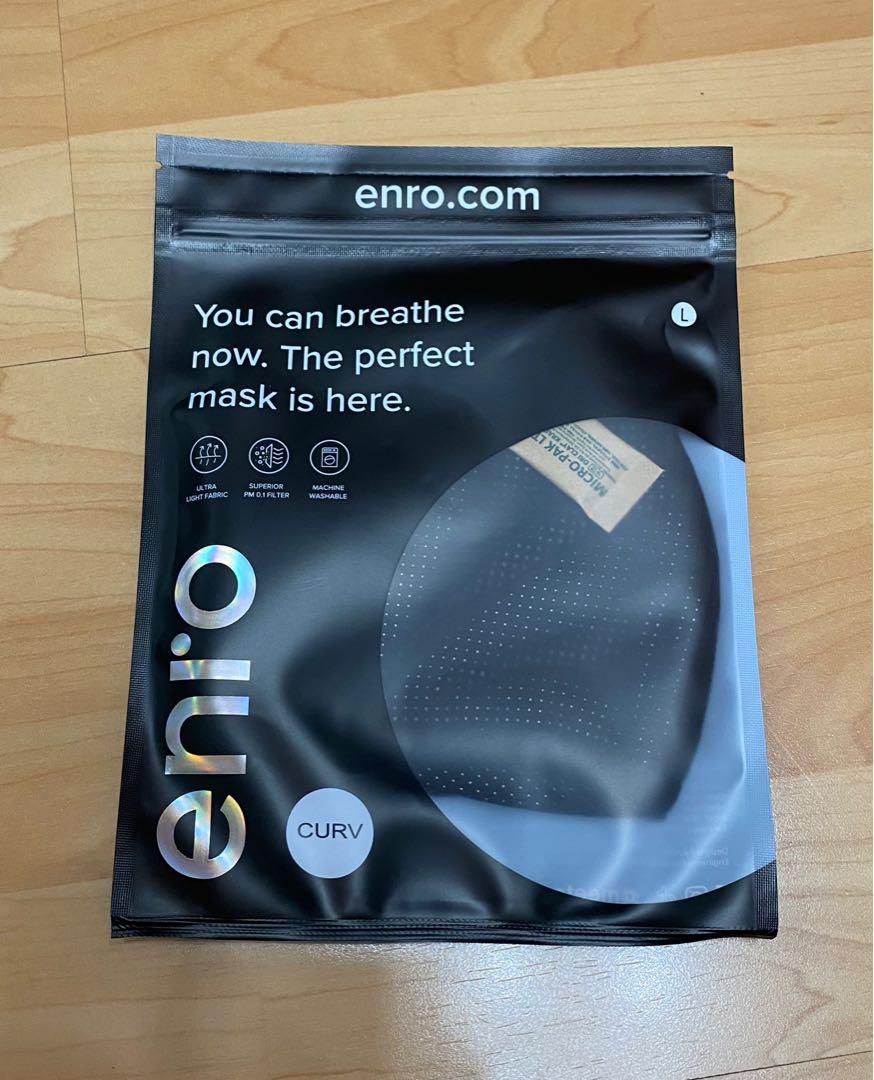 enro.com
You can breathe
now. The perfect
mask is here.
L
ULTRA
LIGHT FABRIC
SUPERIOR
PM 0.1 FILTER
MACHINE
WASHABLE
MICRO-PAK
enro
CURV